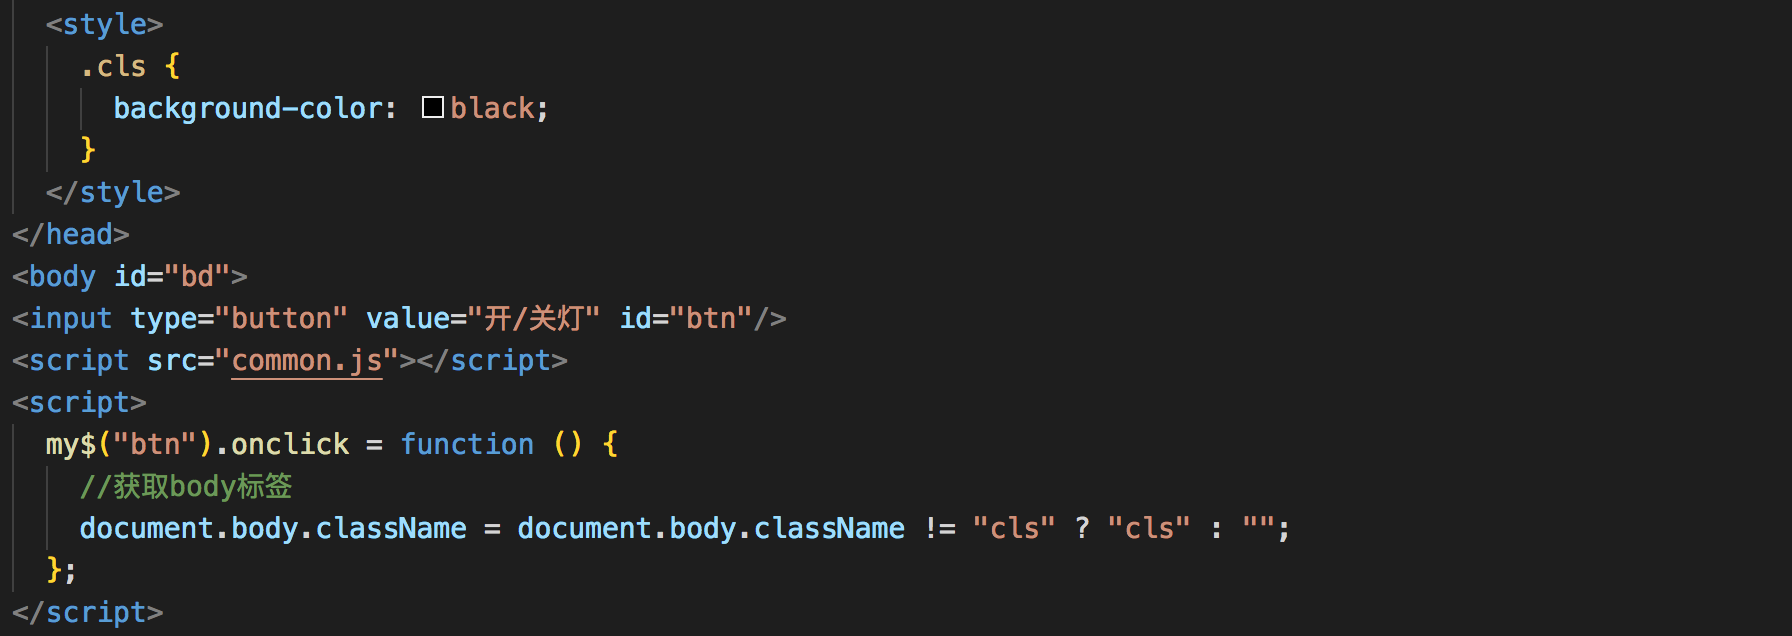 <style>
.cls {
background-color: black;
}
</style>
</head>
<body id="bd">
<input type="button" value="开/关灯" id="btn"/>
<script src="common.js"></script>
<script>
my$("btn").onclick = function () {
//获取body标签
document.body.className = document.body.className != "cls" ? "cls" : "";
};
</script>